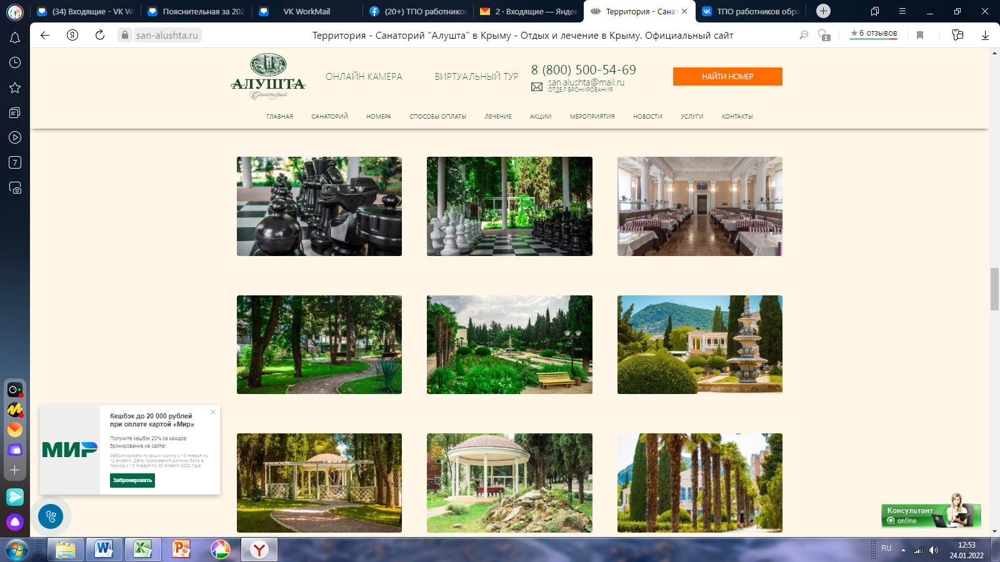 (34) Входящие - VK W
Пояснительная за 202
VK WorkMail
(20+) ТПО работников
2 · Входящие — Яндек
Территория - Санат
ТПО работников обра
san-alushta.ru
Территория - Санаторий "Алушта" в Крыму - Отдых и лечение в Крыму. Официальный сайт
1
6 отзывов
7
АЛУШТА
Санаторий
ОНЛАЙН КАМЕРА
ВИРТУАЛЬНЫЙ ТУР
8 (800) 500-54-69
san.alushta@mail.ru
ОТДЕЛ БРОНИРОВАНИЯ
НАЙТИ НОМЕР
ГЛАВНАЯ САНАТОРИЙ НОМЕРА СПОСОБЫ ОПЛАТЫ ЛЕЧЕНИЕ АКЦИИ МЕРОПРИЯТИЯ НОВОСТИ УСЛУГИ КОНТАКТЫ
МИР
Кешбэк до 20 000 рублей
при оплате картой «Мир»
Получите кешбэк 20% за каждое
бронирование на сайте!
Забронировать по акции можно с 18 января по
12 апреля. Даты проживания должны быть в
период с 18 января по 30 апреля 2022 года.
Забронировать
Консультант
online
RU
12:53
24.01.2022